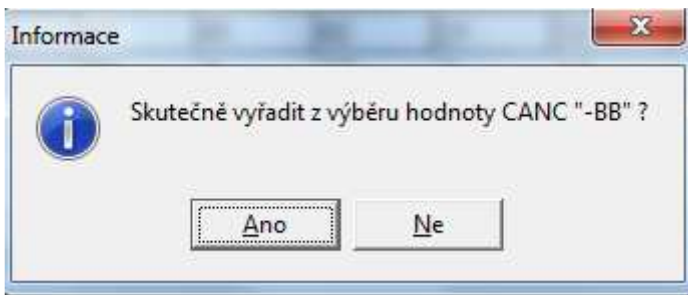 Informace
Skutečně vyřadit z výběru hodnoty CANC "-BB" ?
Ano
Ne